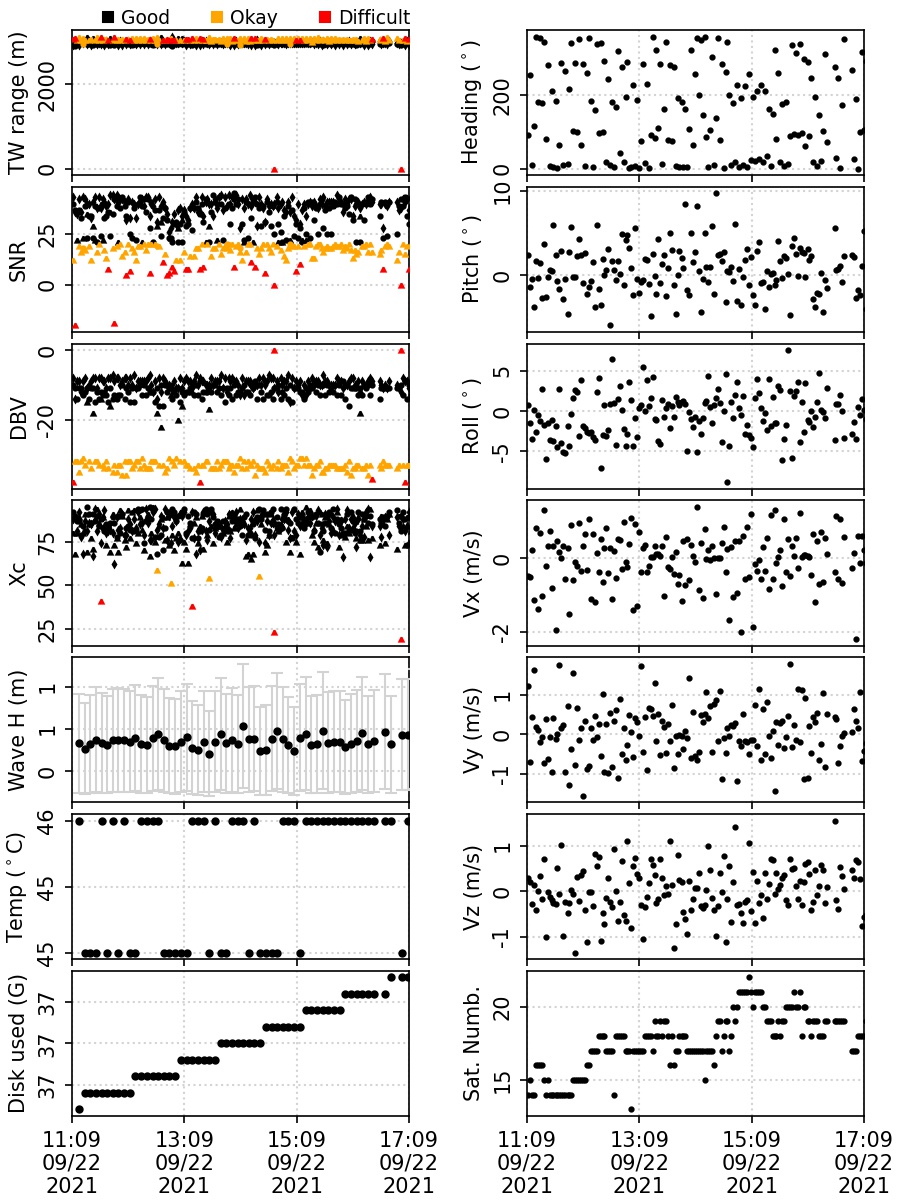 Good Okay Difficult
TW range (m)
2000
0
Heading (°)
200
0
SNR
25
0
Pitch (°)
10
0
DBV
0
-20
Roll (°)
5
0
-5
Xc
75
50
25
Vx (m/s)
0
-2
Wave H (m)
1
1
0
Vy (m/s)
1
0
-1
Temp (°C)
46
45
45
Vz (m/s)
1
0
-1
Disk used (G)
37
37
37
Sat. Numb.
20
15
11:09 13:09 15:09 17:09 11:09 13:09 15:09 17:09
09/22 09/22 09/22 09/22 09/22 09/22 09/22 09/22
2021 2021 2021 2021 2021 2021 2021 2021